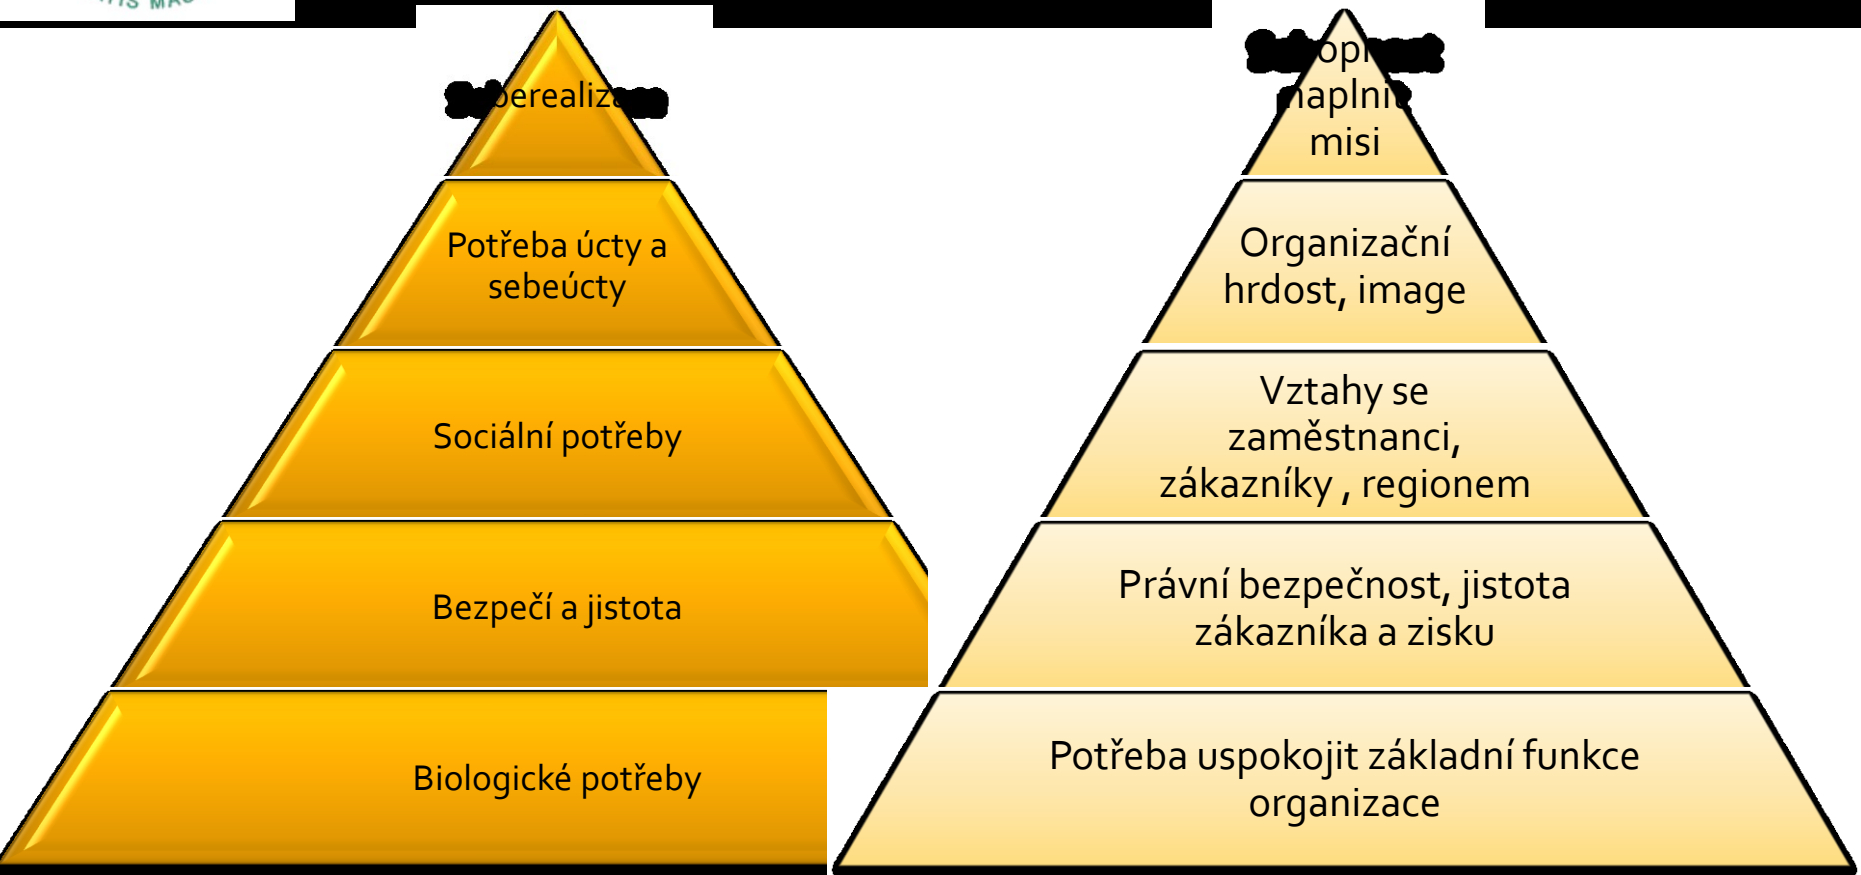 Potřeba úcty a
sebeúcty
Sociální potřeby
Bezpečí a jistota
Biologické potřeby
naplnit
misi
Organizační
hrdost, image
Vztahy se
zaměstnanci,
zákazníky , regionem
Právní bezpečnost, jistota
zákazníka a zisku
Potřeba uspokojit základní funkce
organizace